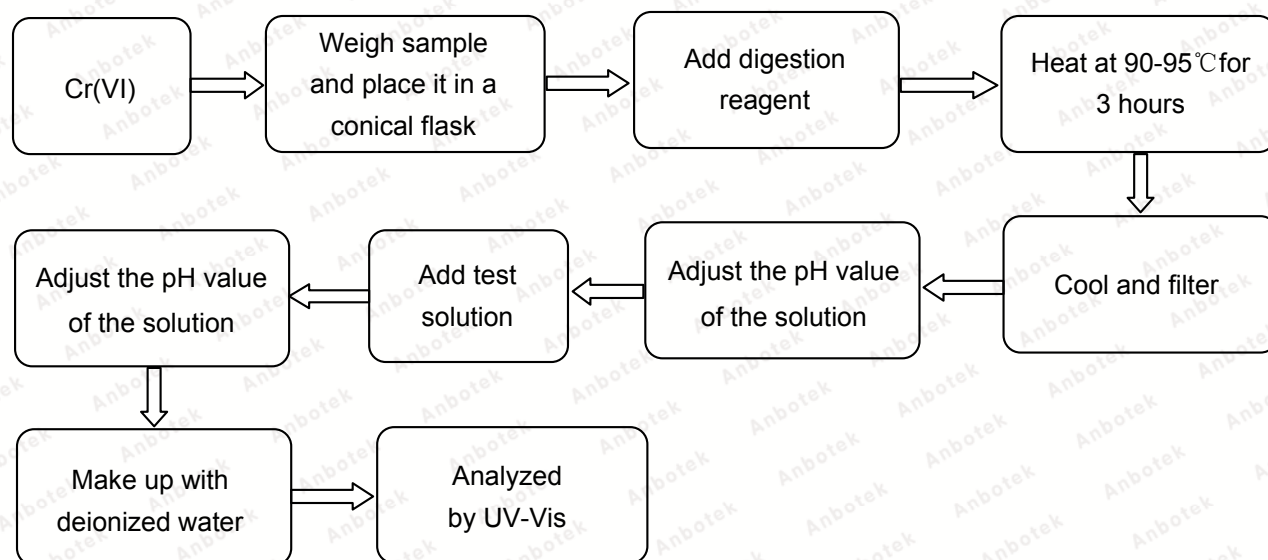 Cr(VI)
Weigh sample
and place it in a
conical flask
Add digestion
reagent
Heat at 90-95℃for
3 hours
Cool and filter
Adjust the pH value
of the solution
Add test
solution
Adjust the pH value
of the solution
Make up with
deionized water
Analyzed
by UV-Vis
Anbotek